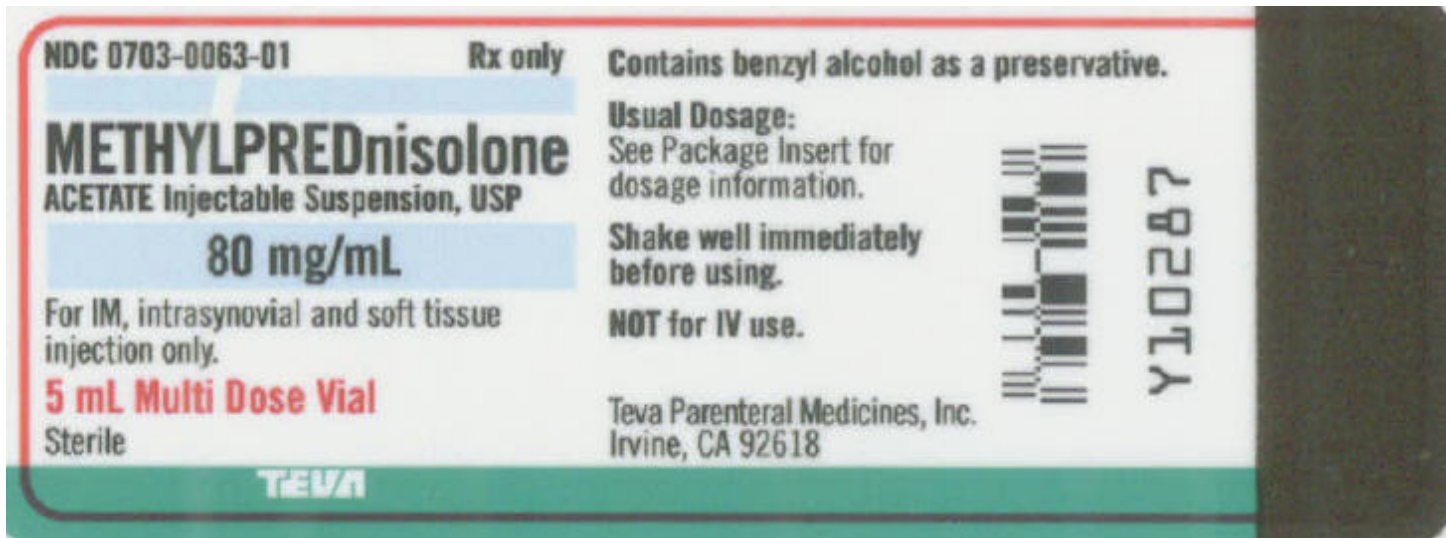 NDC 0703-0063-01 Rx only
METHYLPREDnisolone
ACETATE Injectable Suspension, USP
80 mg/mL
For IM, intrasynovial and soft tissue
injection only.
5 mL Multi Dose Vial
Sterile
TEVA
Contains benzyl alcohol as a preservative.
Usual Dosage:
See Package Insert for
dosage information.
Shake well immediately
before using.
NOT for IV use.
Teva Parenteral Medicines, Inc.
Irvine, CA 92618
Y10287